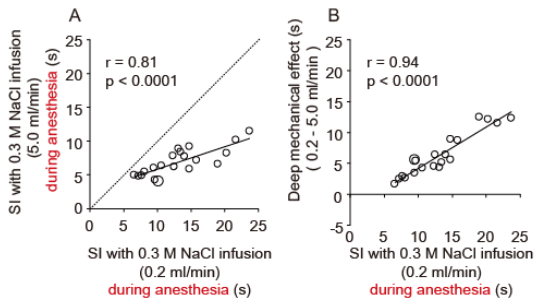 A
r = 0.81
p < 0.0001
SI with 0.3 M NaCl infusion
(5.0 ml/min)
during anesthesia (s)
25
20
15
10
5
0
0 5 10 15 20 25
SI with 0.3 M NaCl infusion
(0.2 ml/min)
during anesthesia (s)
B
r = 0.94
p < 0.0001
Deep mechanical effect (s)
( 0.2 - 5.0 ml/min)
25
20
15
10
5
0
-5
0 5 10 15 20 25
SI with 0.3 M NaCl infusion
(0.2 ml/min)
during anesthesia (s)